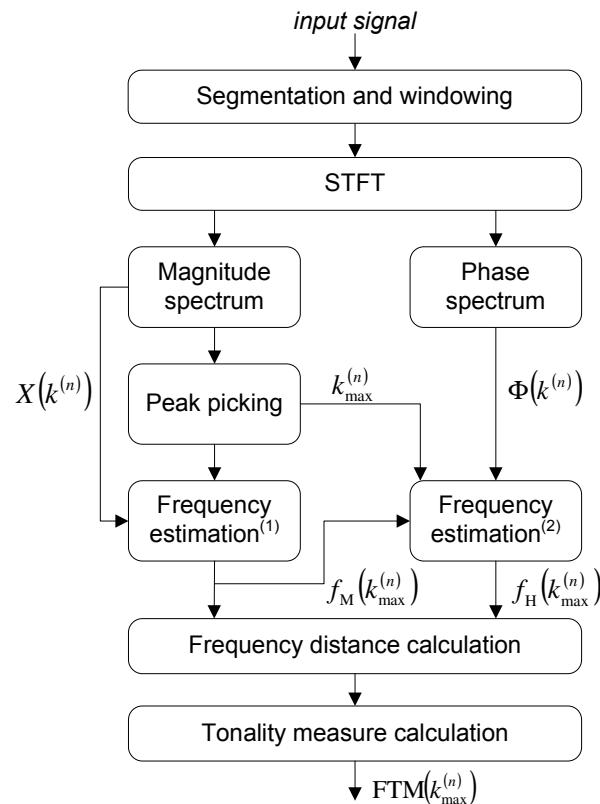 input signal
Segmentation and windowing
STFT
Magnitude
spectrum
Phase
spectrum
X(k^(n))
Peak picking
k_max^(n)
Φ(k^(n))
Frequency
estimation^(1)
Frequency
estimation^(2)
f_M(k_max^(n))
f_H(k_max^(n))
Frequency distance calculation
Tonality measure calculation
FTM(k_max^(n))